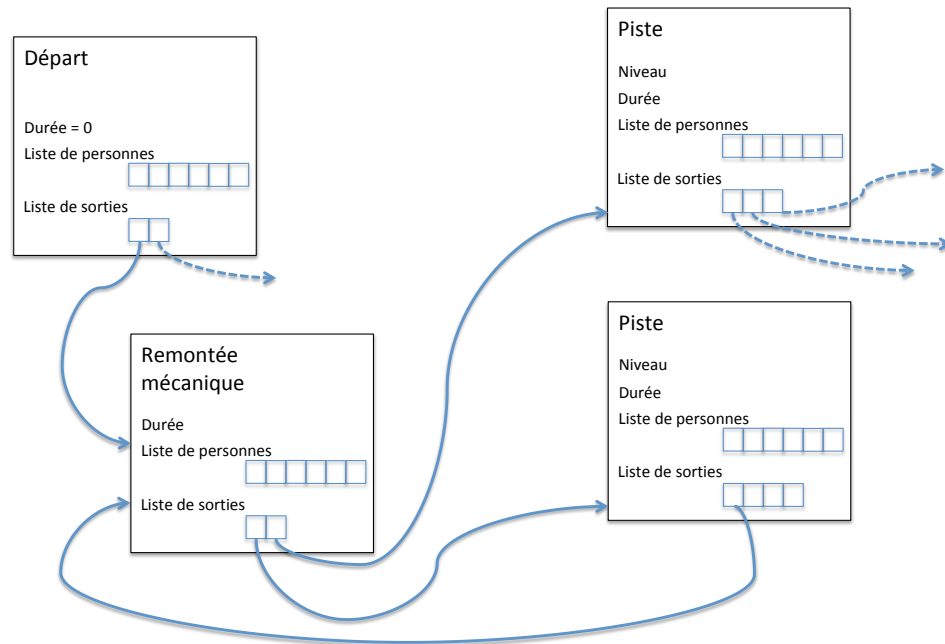 Départ
Durée = 0
Liste de personnes
Liste de sorties
Piste
Niveau
Durée
Liste de personnes
Liste de sorties
Remontée
mécanique
Durée
Liste de personnes
Liste de sorties
Piste
Niveau
Durée
Liste de personnes
Liste de sorties